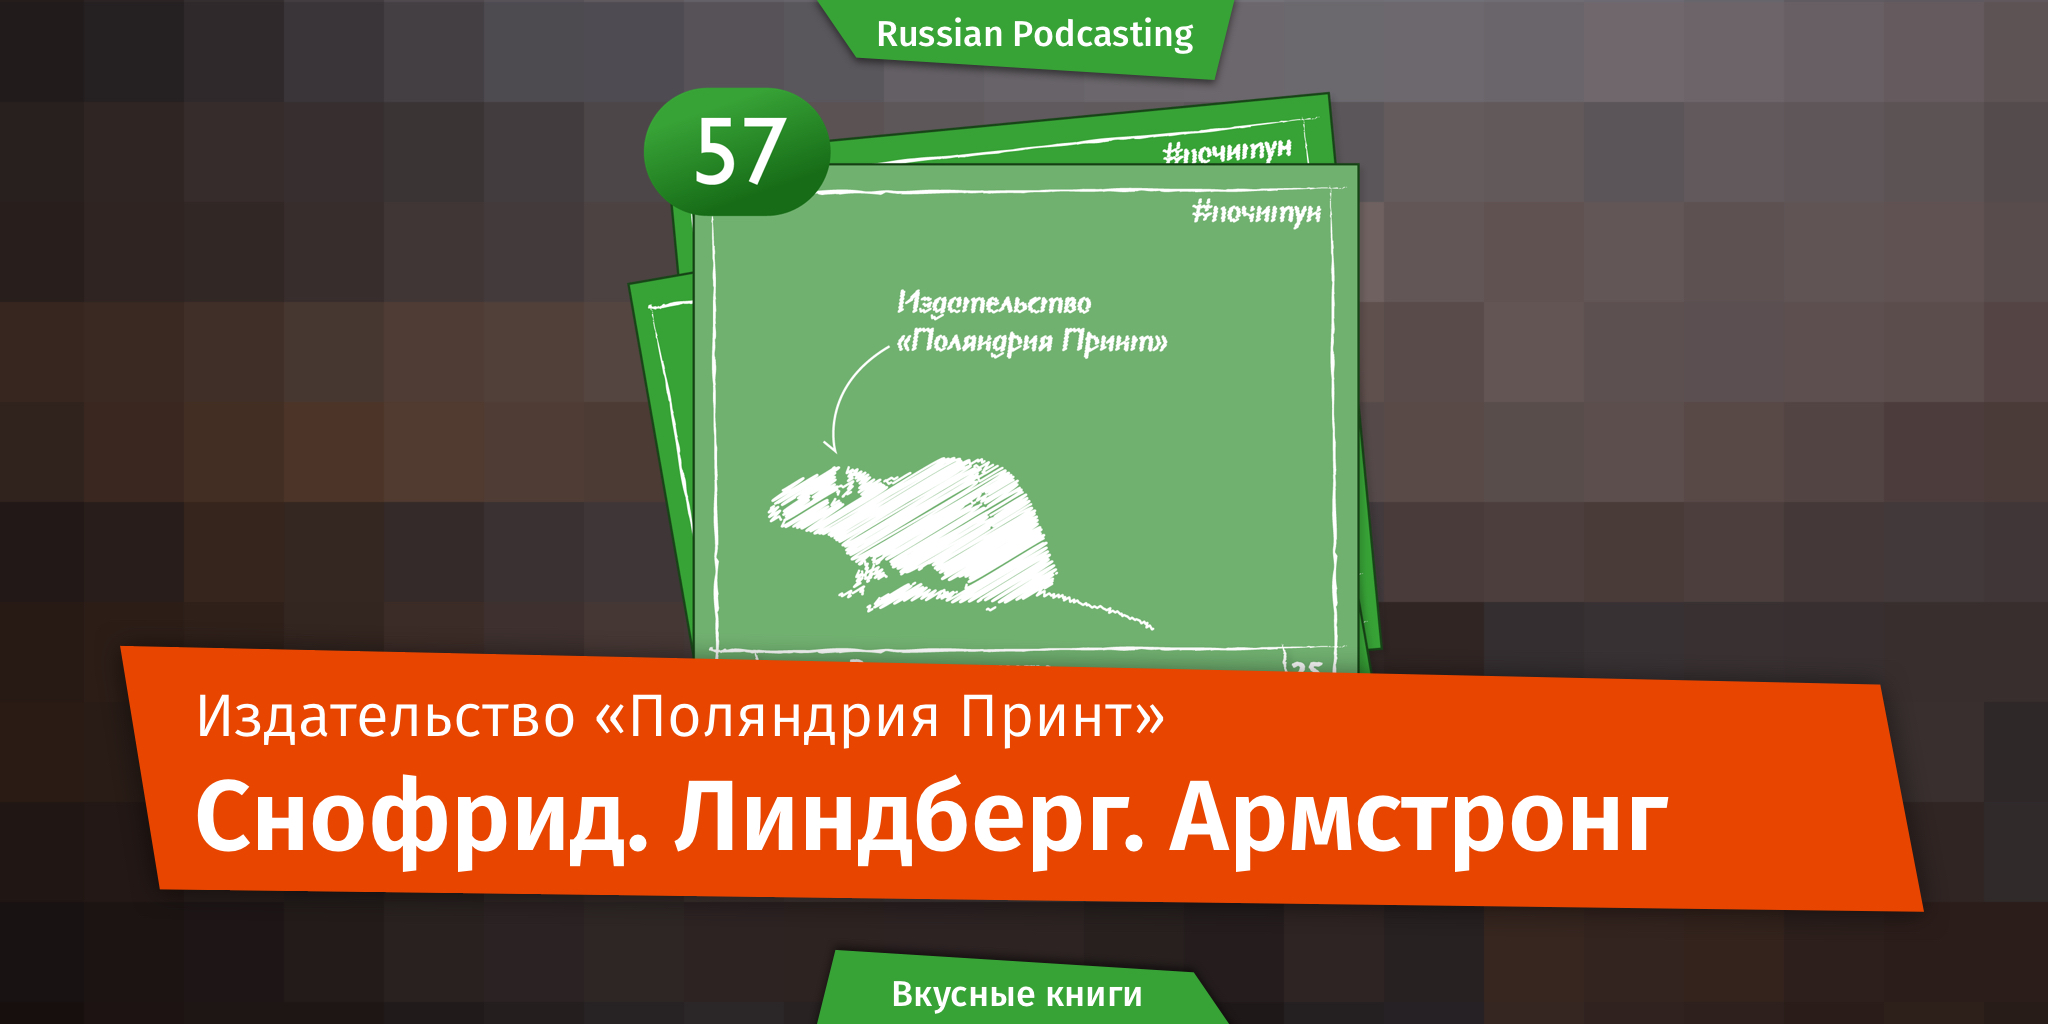 Russian Podcasting
57
#почитун
#почитун
Издательство
«Поляндрия Принт»
Издательство «Поляндрия Принт»
Снофрид. Линдберг. Армстронг
Вкусные книги